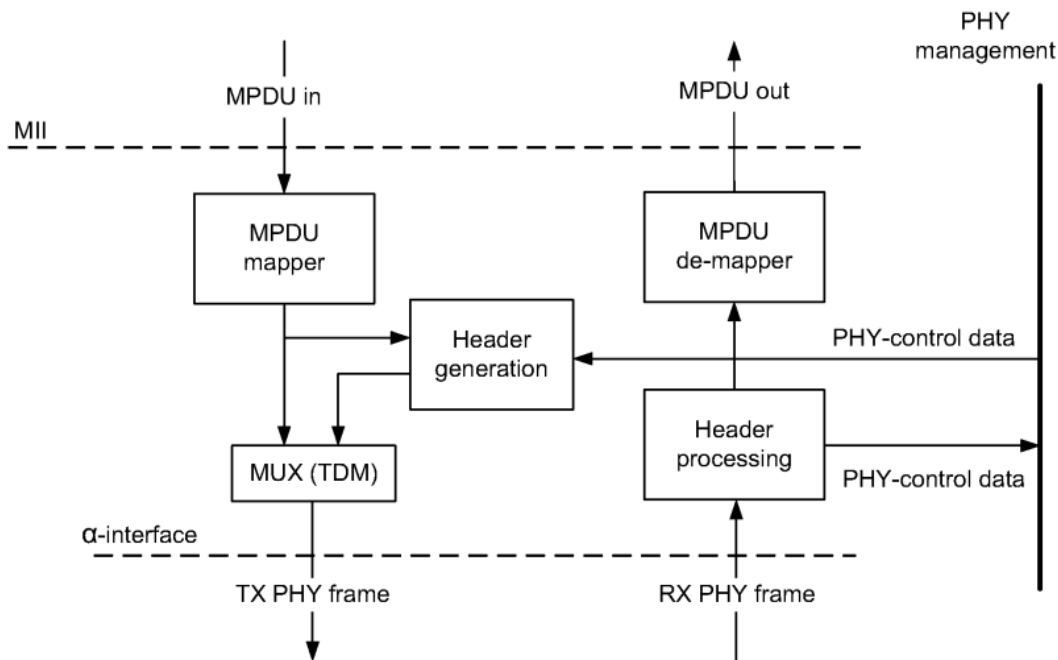 PHY
management
MPDU in
MPDU out
MII
MPDU
mapper
MPDU
de-mapper
Header
generation
PHY-control data
Header
processing
MUX (TDM)
PHY-control data
α-interface
TX PHY frame
RX PHY frame